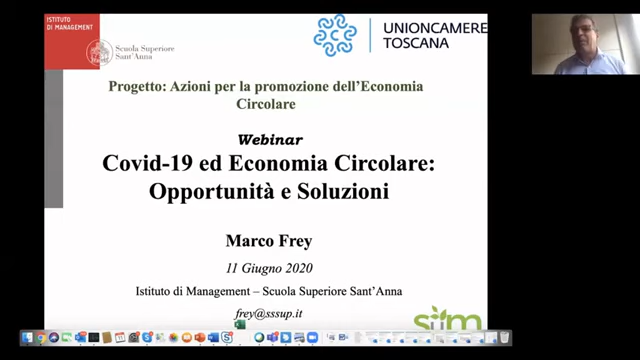 ISTITUTO
DI MANAGEMENT
Scuola Superiore
Sant'Anna
UNIONCAMERE
TOSCANA
Progetto: Azioni per la promozione dell'Economia
Circolare
Webinar
Covid-19 ed Economia Circolare:
Opportunità e Soluzioni
Marco Frey
11 Giugno 2020
Istituto di Management – Scuola Superiore Sant'Anna
frey@sssup.it